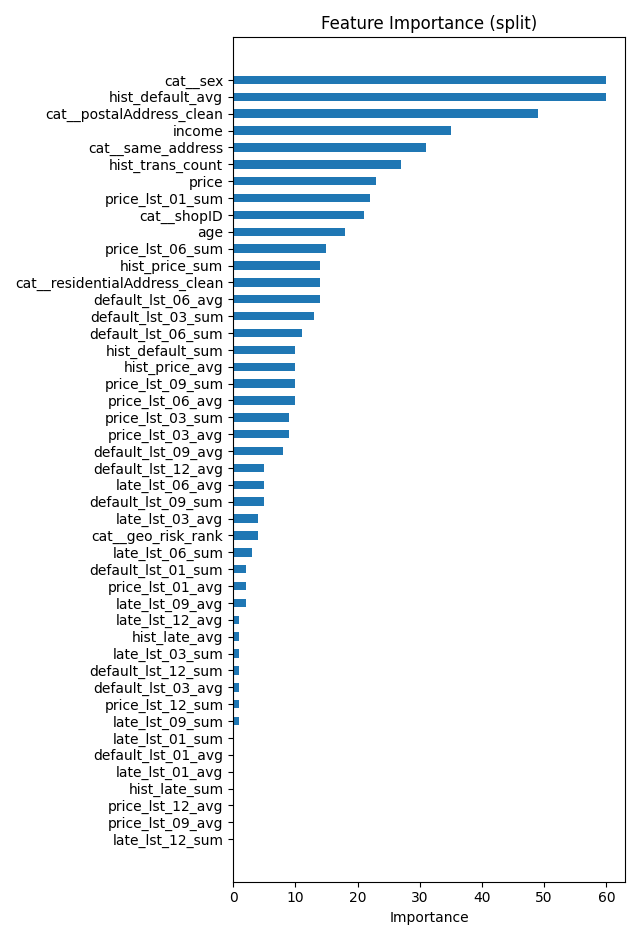 Feature Importance (split)
cat__sex
hist_default_avg
cat__postalAddress_clean
income
cat__same_address
hist_trans_count
price
price_lst_01_sum
cat__shopID
age
price_lst_06_sum
hist_price_sum
cat__residentialAddress_clean
default_lst_06_avg
default_lst_03_sum
default_lst_06_sum
hist_default_sum
hist_price_avg
price_lst_09_sum
price_lst_06_avg
price_lst_03_sum
price_lst_03_avg
default_lst_09_avg
default_lst_12_avg
late_lst_06_avg
default_lst_09_sum
late_lst_03_avg
cat__geo_risk_rank
late_lst_06_sum
default_lst_01_sum
price_lst_01_avg
late_lst_09_avg
late_lst_12_avg
hist_late_avg
late_lst_03_sum
default_lst_12_sum
default_lst_03_avg
price_lst_12_sum
late_lst_09_sum
late_lst_01_sum
default_lst_01_avg
late_lst_01_avg
hist_late_sum
price_lst_12_avg
price_lst_09_avg
late_lst_12_sum
0 10 20 30 40 50 60
Importance